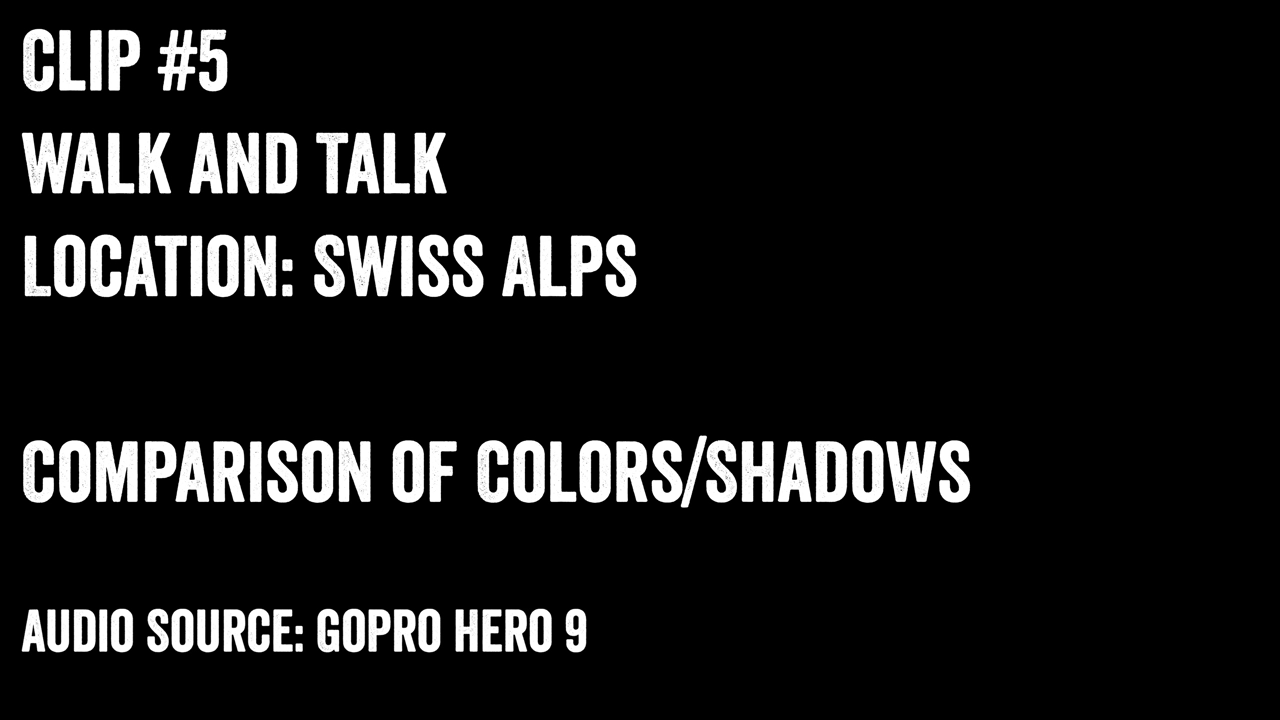 CLIP #5
WALK AND TALK
LOCATION: SWISS ALPS
COMPARISON OF COLORS/SHADOWS
AUDIO SOURCE: GOPRO HERO 9